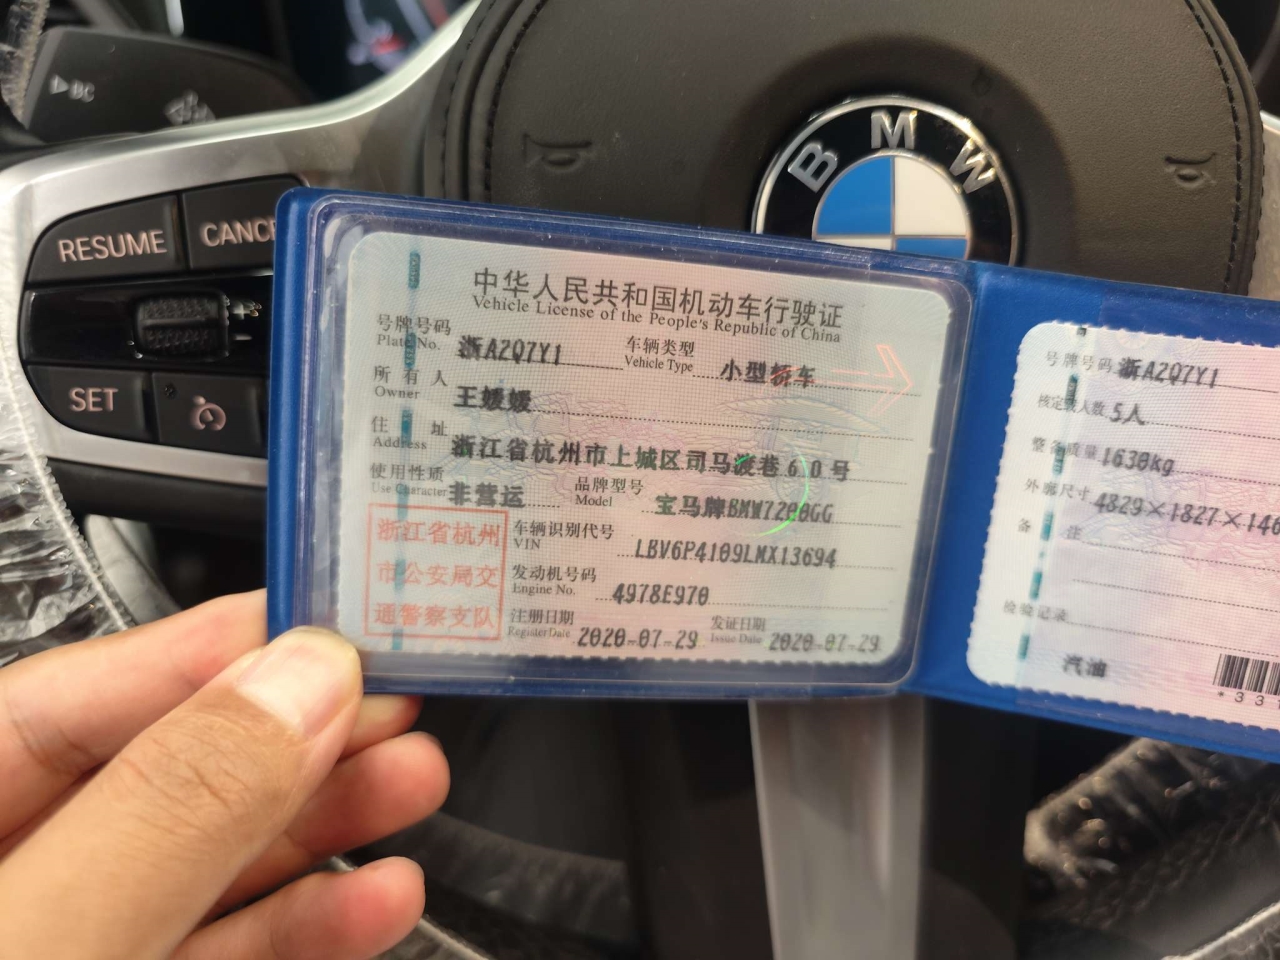 BC
RESUME
CANCE
SET
BMW
中华人民共和国机动车行驶证
Vehicle License of the People's Republic of China
号牌号码 浙A2Q7Y1 车辆类型 小型轿车
Plate No. Vehicle Type
所有人 王媛媛
Owner
住址 浙江省杭州市上城区司马渡巷60号
Address
使用性质 非营运 品牌型号 宝马牌BMW7200GG
Use Character Model
浙江省杭州
市公安局交
通警察支队
车辆识别代号 LBV6P4109LMX13694
VIN
发动机号码 4978E970
Engine No.
注册日期 2020-07-29 发证日期 2020-07-29
Register Date Issue Date
号牌号码 浙A2Q7Y1
核定载人数 5人
整备质量 1630kg
外廓尺寸 4829×1827×146
备注
检验记录
汽油
*33